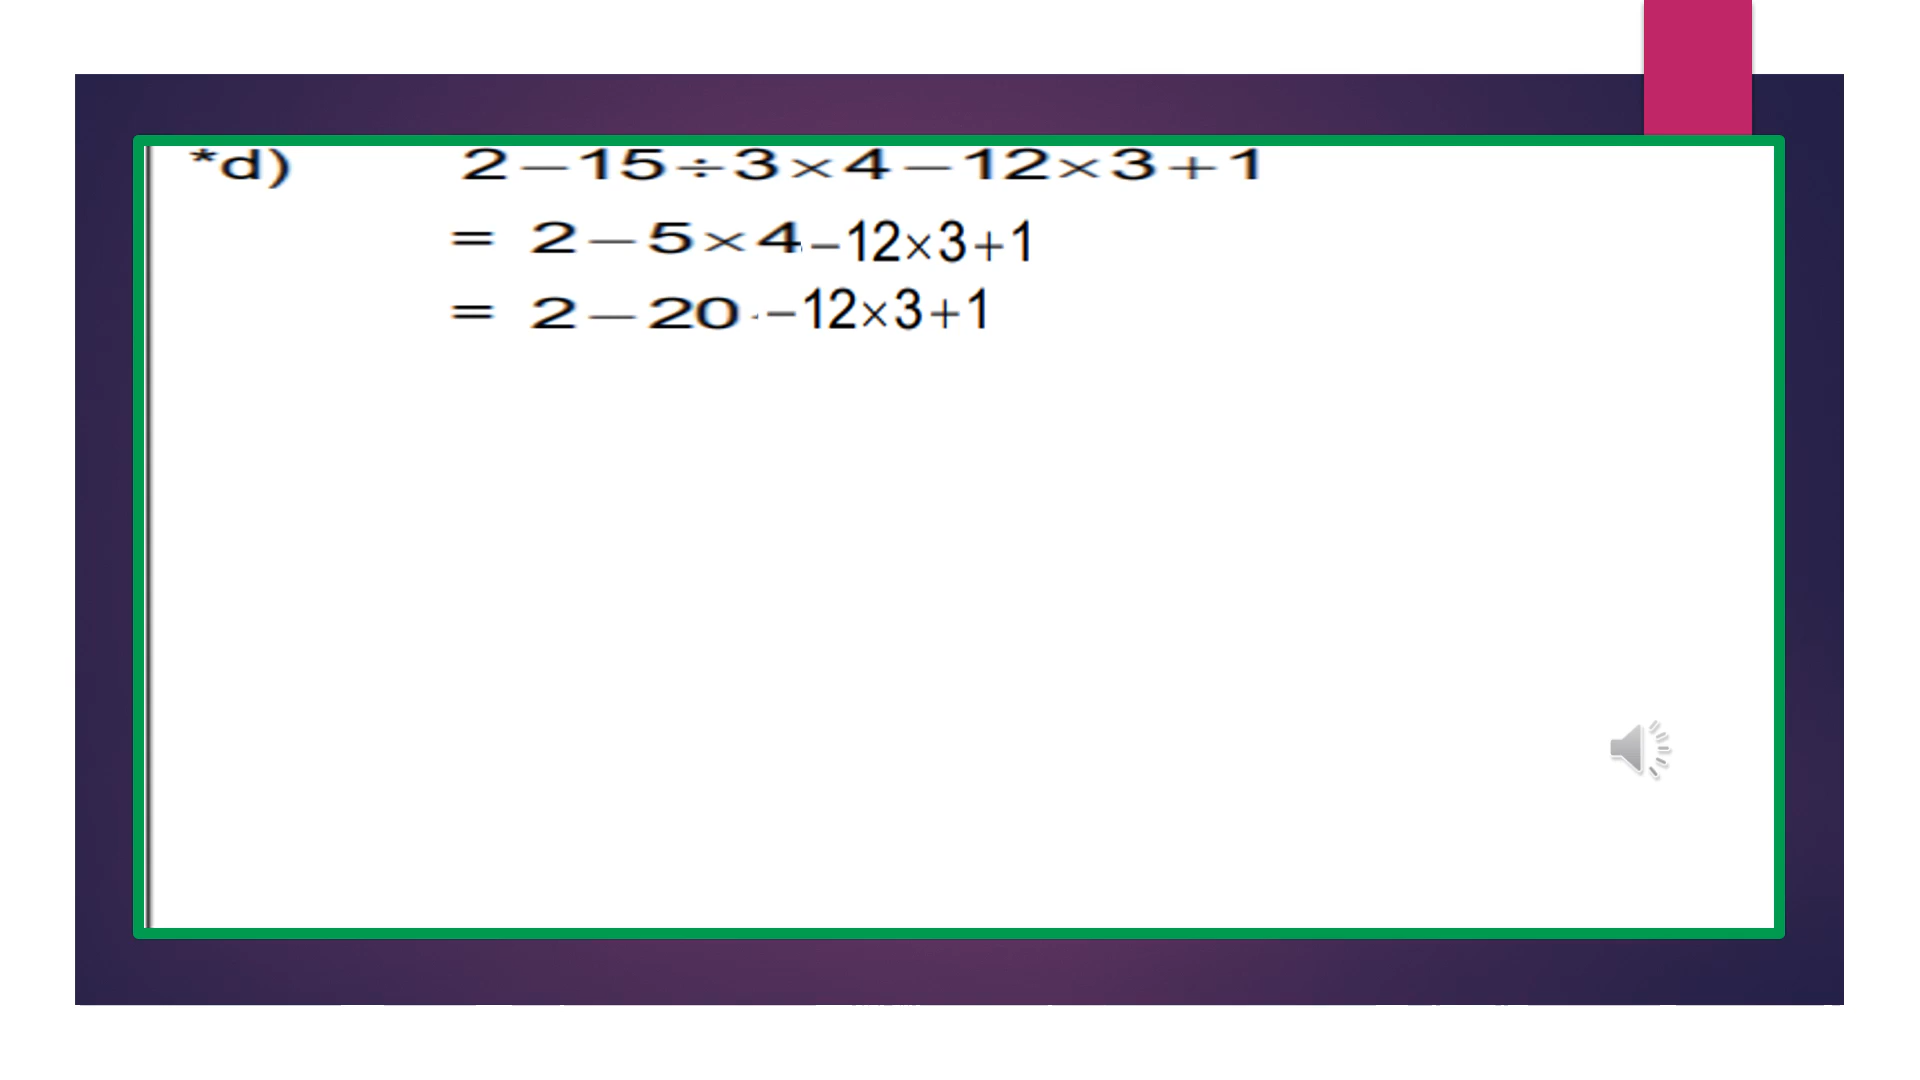 *d) 2−15÷3×4−12×3+1
= 2−5×4−12×3+1
= 2−20−12×3+1